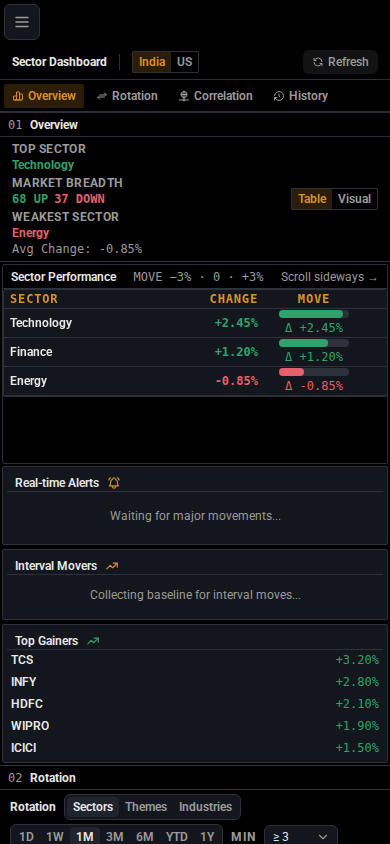 Sector Dashboard India US Refresh
Overview Rotation Correlation History
01 Overview
TOP SECTOR
Technology
MARKET BREADTH
68 UP 37 DOWN
Table Visual
WEAKEST SECTOR
Energy
Avg Change: -0.85%
Sector Performance MOVE −3% · 0 · +3% Scroll sideways →
SECTOR CHANGE MOVE
Technology +2.45% Δ +2.45%
Finance +1.20% Δ +1.20%
Energy -0.85% Δ -0.85%
Real-time Alerts
Waiting for major movements...
Interval Movers
Collecting baseline for interval moves...
Top Gainers
TCS +3.20%
INFY +2.80%
HDFC +2.10%
WIPRO +1.90%
ICICI +1.50%
02 Rotation
Rotation Sectors Themes Industries
1D 1W 1M 3M 6M YTD 1Y MIN ≥ 3